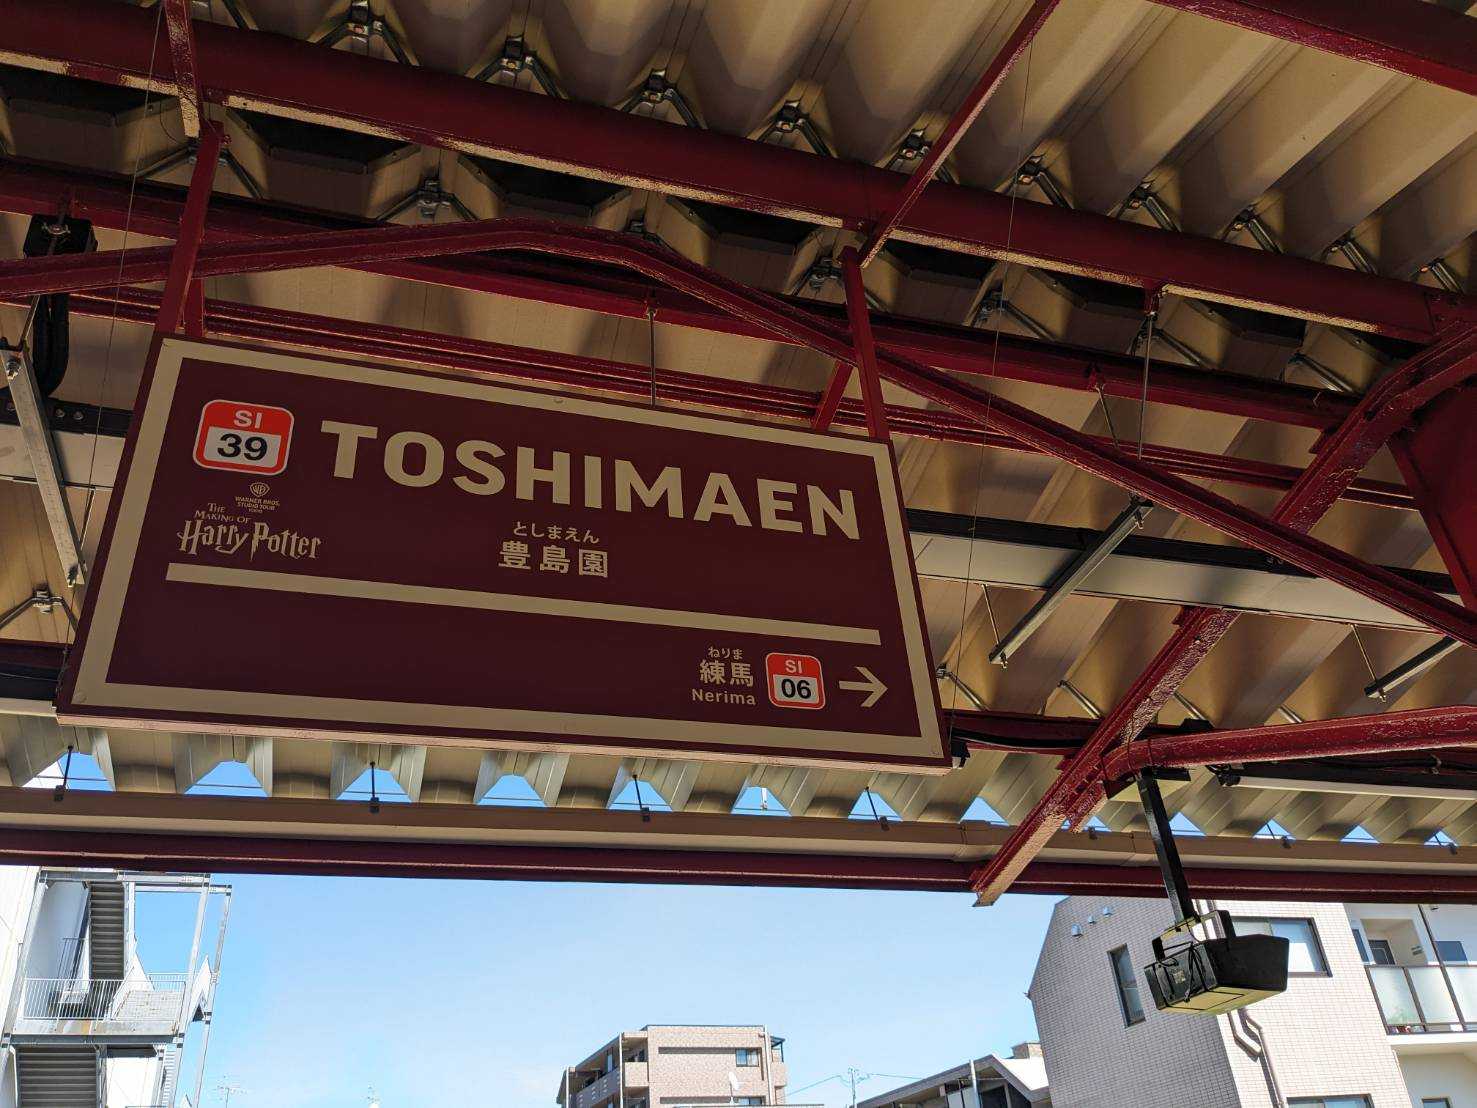 SI
39
TOSHIMAEN
WB
WARNER BROS.
STUDIO TOUR
TOKYO
THE
MAKING OF
Harry Potter
としまえん
豊島園
ねりま
練馬
Nerima
SI
06
→